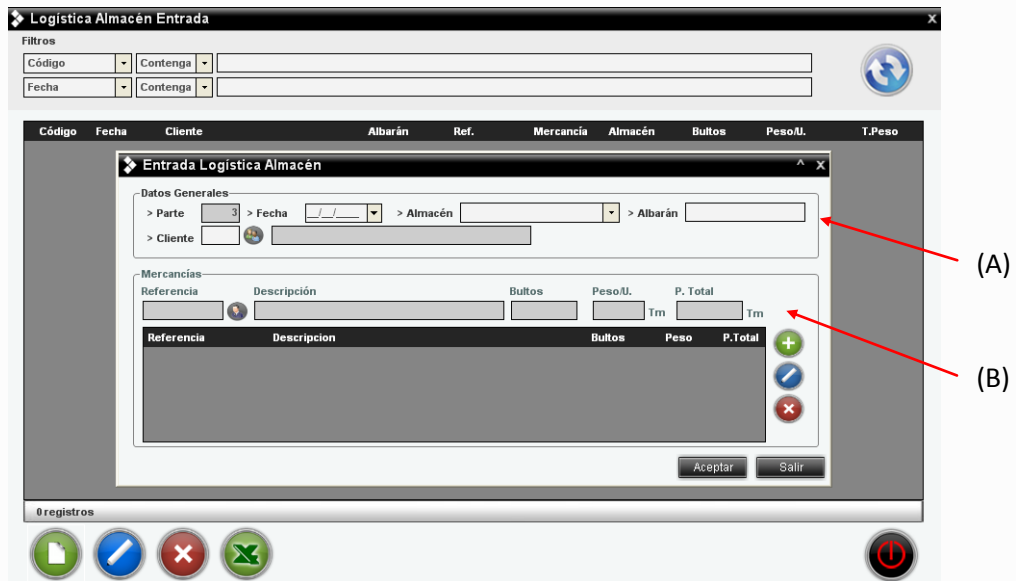 Logística Almacén Entrada x
Filtros
Código Contenga
Fecha Contenga
Código Fecha Cliente Albarán Ref. Mercancía Almacén Bultos Peso/U. T.Peso
Entrada Logística Almacén ^ x
Datos Generales
> Parte 3 > Fecha __/__/____ > Almacén > Albarán
> Cliente
(A)
Mercancías
Referencia Descripción Bultos Peso/U. P. Total
Tm Tm
Referencia Descripcion Bultos Peso P.Total
(B)
Aceptar Salir
0 registros